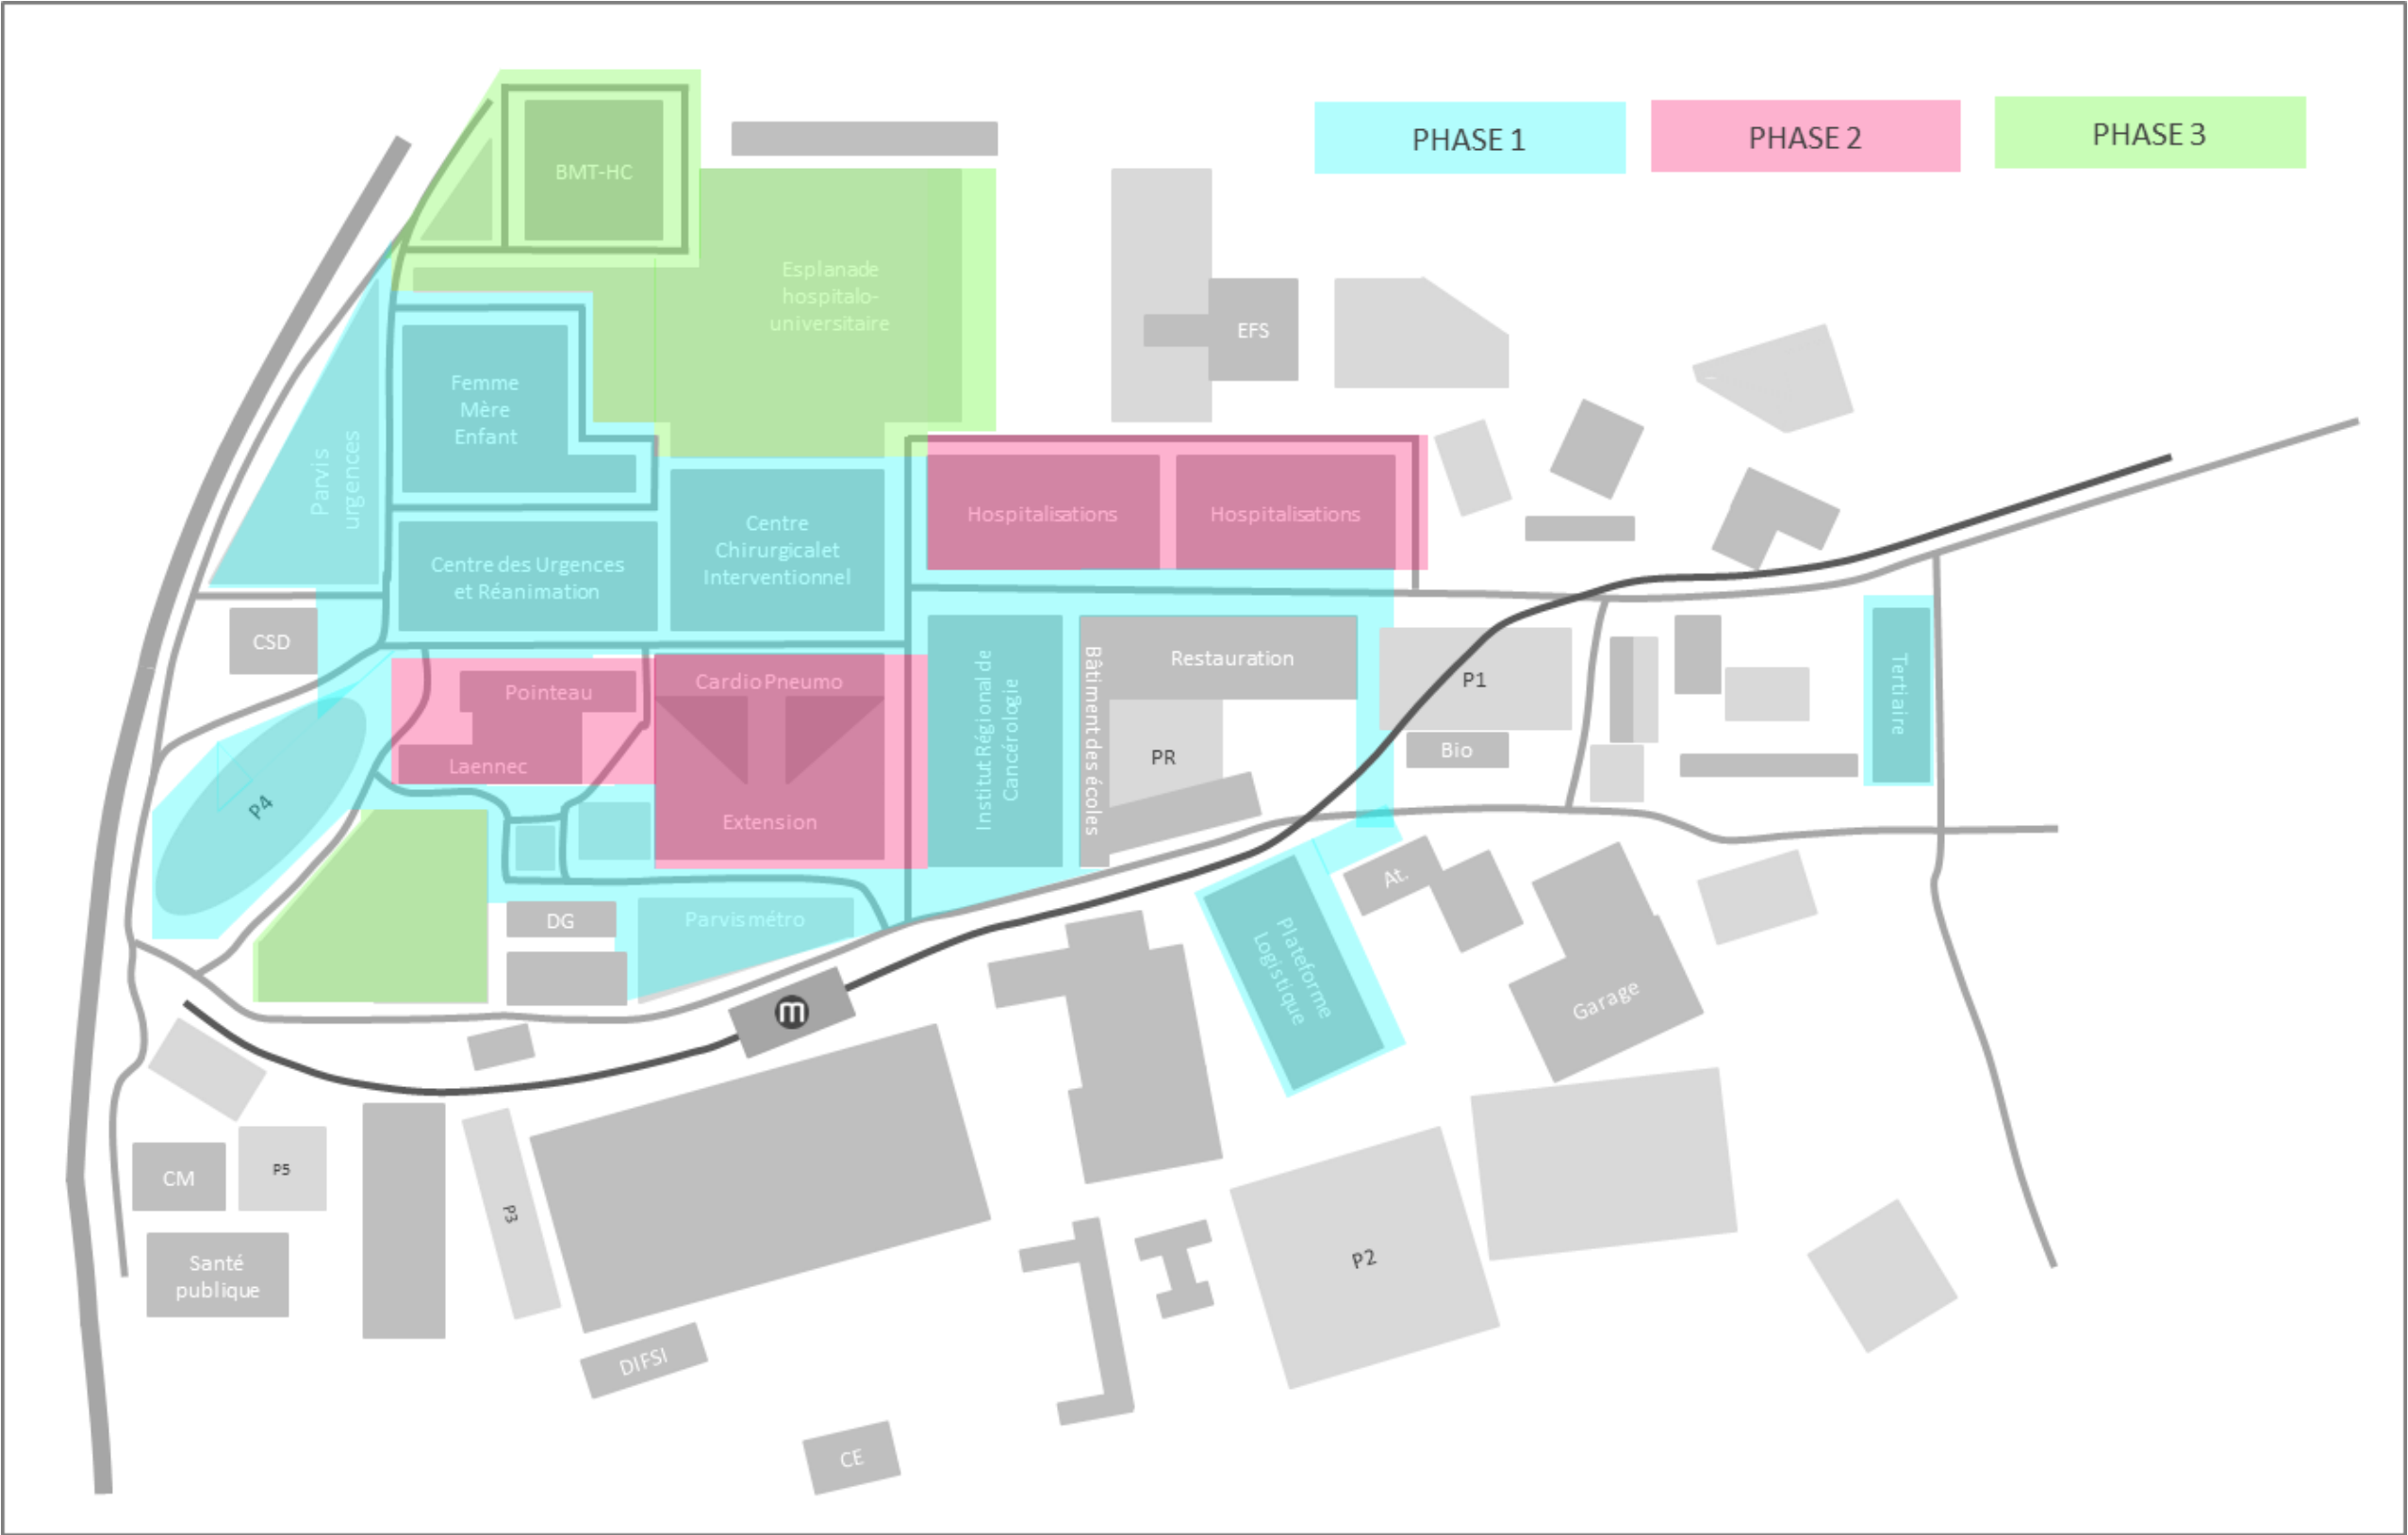 PHASE 1
PHASE 2
PHASE 3
BMT-HC
Esplanade
hospitalo-
universitaire
EFS
Femme
Mère
Enfant
Parvis
urgences
Centre des Urgences
et Réanimation
Centre
Chirurgicalet
Interventionnel
Hospitalisations
Hospitalisations
CSD
Pointeau
Laennec
Cardio Pneumo
Extension
Institut Régional de
Cancérologie
Bâtiment des écoles
Restauration
PR
P1
Bio
Tertiaire
P4
DG
Parvis métro
m
Plateforme
Logistique
At.
Garage
CM
P5
P3
Santé
publique
P2
DIFSI
CE